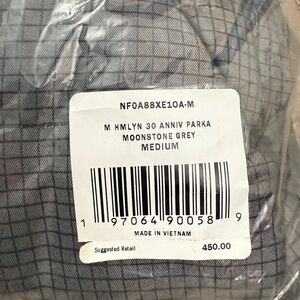 NF0A88XE10A-M
M HMLYN 30 ANNIV PARKA
MOONSTONE GREY
MEDIUM
1 97064 90058 9
MADE IN VIETNAM
Suggested Retail 450.00